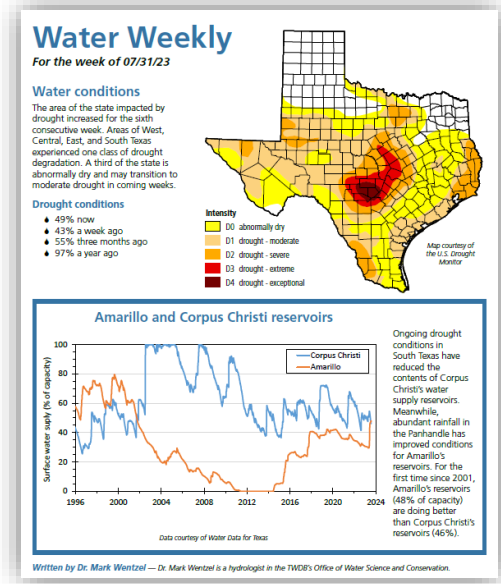 Water Weekly
For the week of 07/31/23
Water conditions
The area of the state impacted by
drought increased for the sixth
consecutive week. Areas of West,
Central, East, and South Texas
experienced one class of drought
degradation. A third of the state is
abnormally dry and may transition to
moderate drought in coming weeks.
Drought conditions
49% now
43% a week ago
55% three months ago
97% a year ago
Intensity
D0 abnormally dry
D1 drought - moderate
D2 drought - severe
D3 drought - extreme
D4 drought - exceptional
Map courtesy of
the U.S. Drought
Monitor
Amarillo and Corpus Christi reservoirs
Surface water suply (% of capacity)
100
80
60
40
20
0
1996
2000
2004
2008
2012
2016
2020
2024
Corpus Christi
Amarillo
Data courtesy of Water Data for Texas
Ongoing drought
conditions in
South Texas have
reduced the
contents of Corpus
Christi's water
supply reservoirs.
Meanwhile,
abundant rainfall in
the Panhandle has
improved conditions
for Amarillo's
reservoirs. For the
first time since 2001,
Amarillo's reservoirs
(48% of capacity)
are doing better
than Corpus Christi's
reservoirs (46%).
Written by Dr. Mark Wentzel — Dr. Mark Wentzel is a hydrologist in the TWDB's Office of Water Science and Conservation.